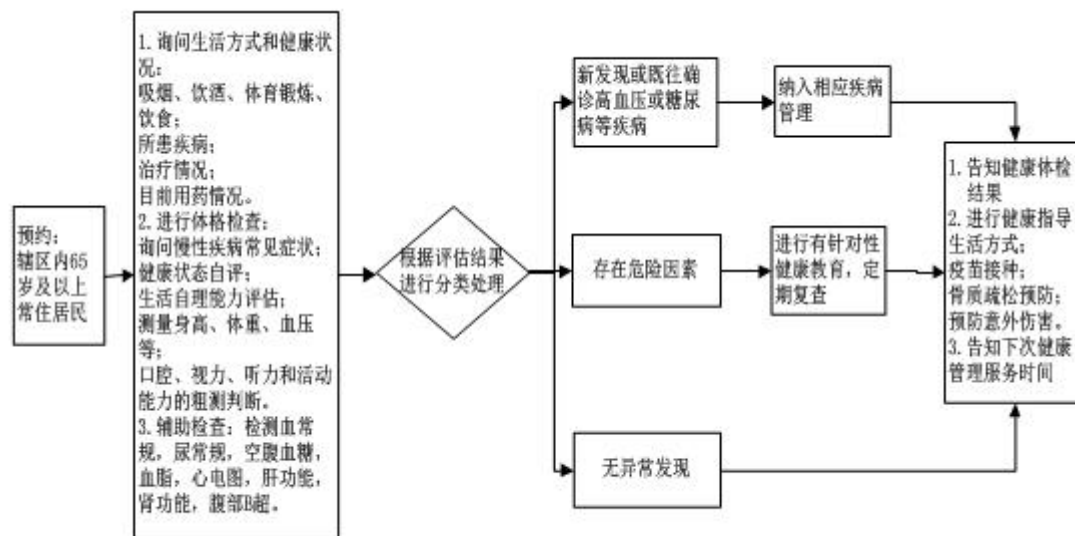 预约：
辖区内65
岁及以上
常住居民
1.询问生活方式和健康状
况：
吸烟、饮酒、体育锻炼、
饮食；
所患疾病；
治疗情况；
目前用药情况。
2.进行体格检查：
询问慢性疾病常见症状；
健康状态自评；
生活自理能力评估；
测量身高、体重、血压
等；
口腔、视力、听力和活动
能力的粗测判断。
3.辅助检查：检测血常
规，尿常规，空腹血糖，
血脂，心电图，肝功能，
肾功能，腹部B超。
根据评估结果
进行分类处理
新发现或既往确
诊高血压或糖尿
病等疾病
纳入相应疾病
管理
存在危险因素
进行有针对性
健康教育，定
期复查
无异常发现
1.告知健康体检
结果
2.进行健康指导
生活方式；
疫苗接种；
骨质疏松预防；
预防意外伤害。
3.告知下次健康
管理服务时间